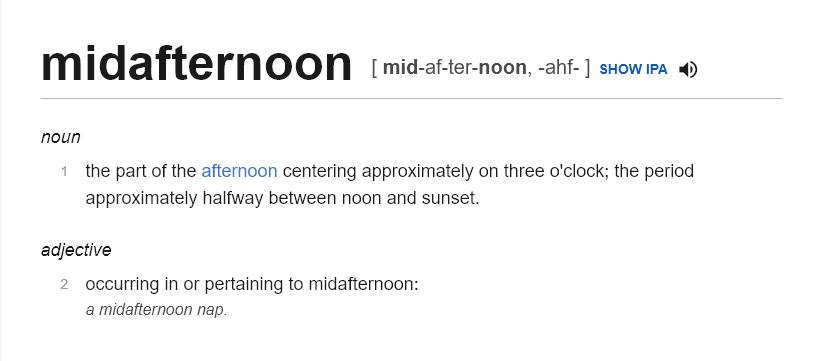 midafternoon [ mid-af-ter-noon, -ahf- ] SHOW IPA
noun
1 the part of the afternoon centering approximately on three o'clock; the period
approximately halfway between noon and sunset.
adjective
2 occurring in or pertaining to midafternoon:
a midafternoon nap.